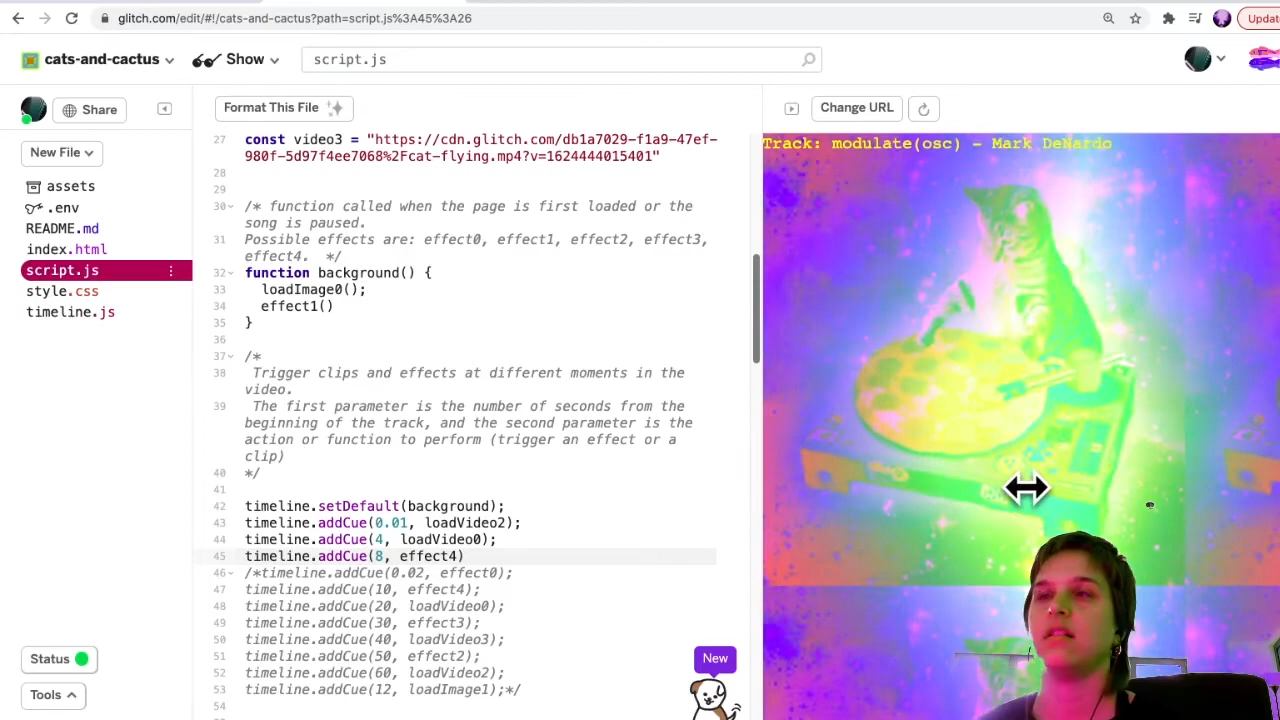 glitch.com/edit/#!/cats-and-cactus?path=script.js%3A45%3A26
Update
cats-and-cactus
Show
script.js
Share
New File
assets
.env
README.md
index.html
script.js
style.css
timeline.js
Status
Tools
Format This File
27 const video3 = "https://cdn.glitch.com/db1a7029-f1a9-47ef-
980f-5d97f4ee7068%2Fcat-flying.mp4?v=1624444015401"
28
29
30 /* function called when the page is first loaded or the
song is paused.
31 Possible effects are: effect0, effect1, effect2, effect3,
effect4.  */
32 function background() {
33 loadImage0();
34 effect1()
35 }
36
37 /*
38 Trigger clips and effects at different moments in the
video.
39 The first parameter is the number of seconds from the
beginning of the track, and the second parameter is the
action or function to perform (trigger an effect or a
clip)
40 */
41
42 timeline.setDefault(background);
43 timeline.addCue(0.01, loadVideo2);
44 timeline.addCue(4, loadVideo0);
45 timeline.addCue(8, effect4)
46 /*timeline.addCue(0.02, effect0);
47 timeline.addCue(10, effect4);
48 timeline.addCue(20, loadVideo0);
49 timeline.addCue(30, effect3);
50 timeline.addCue(40, loadVideo3);
51 timeline.addCue(50, effect2);
52 timeline.addCue(60, loadVideo2);
53 timeline.addCue(12, loadImage1);*/
54
New
Change URL
Track: modulate(osc) - Mark DeNardo